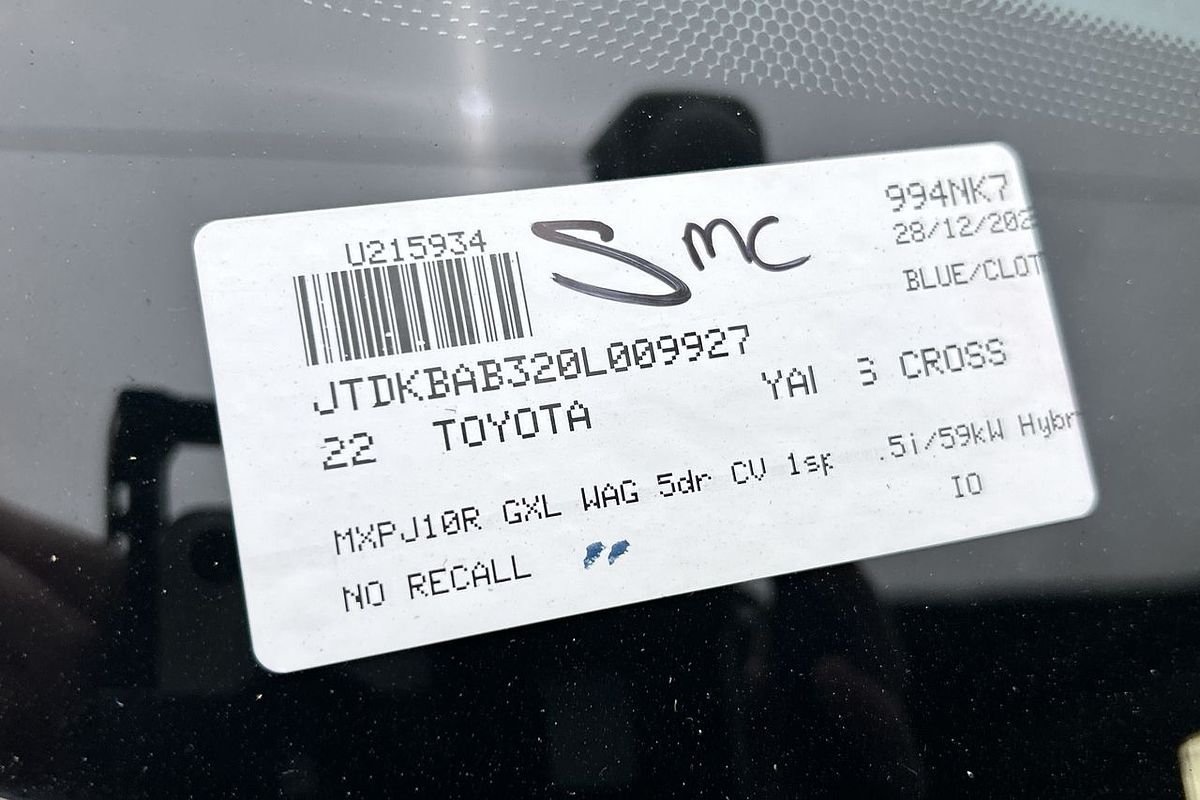 994NK7
U215934
SMC
28/12/202
BLUE/CLOT
JTDKBAB320L009927
22 TOYOTA YAI S CROSS
MXPJ10R GXL WAG 5dr CV 1sp .5i/59kW Hybr
IO
NO RECALL